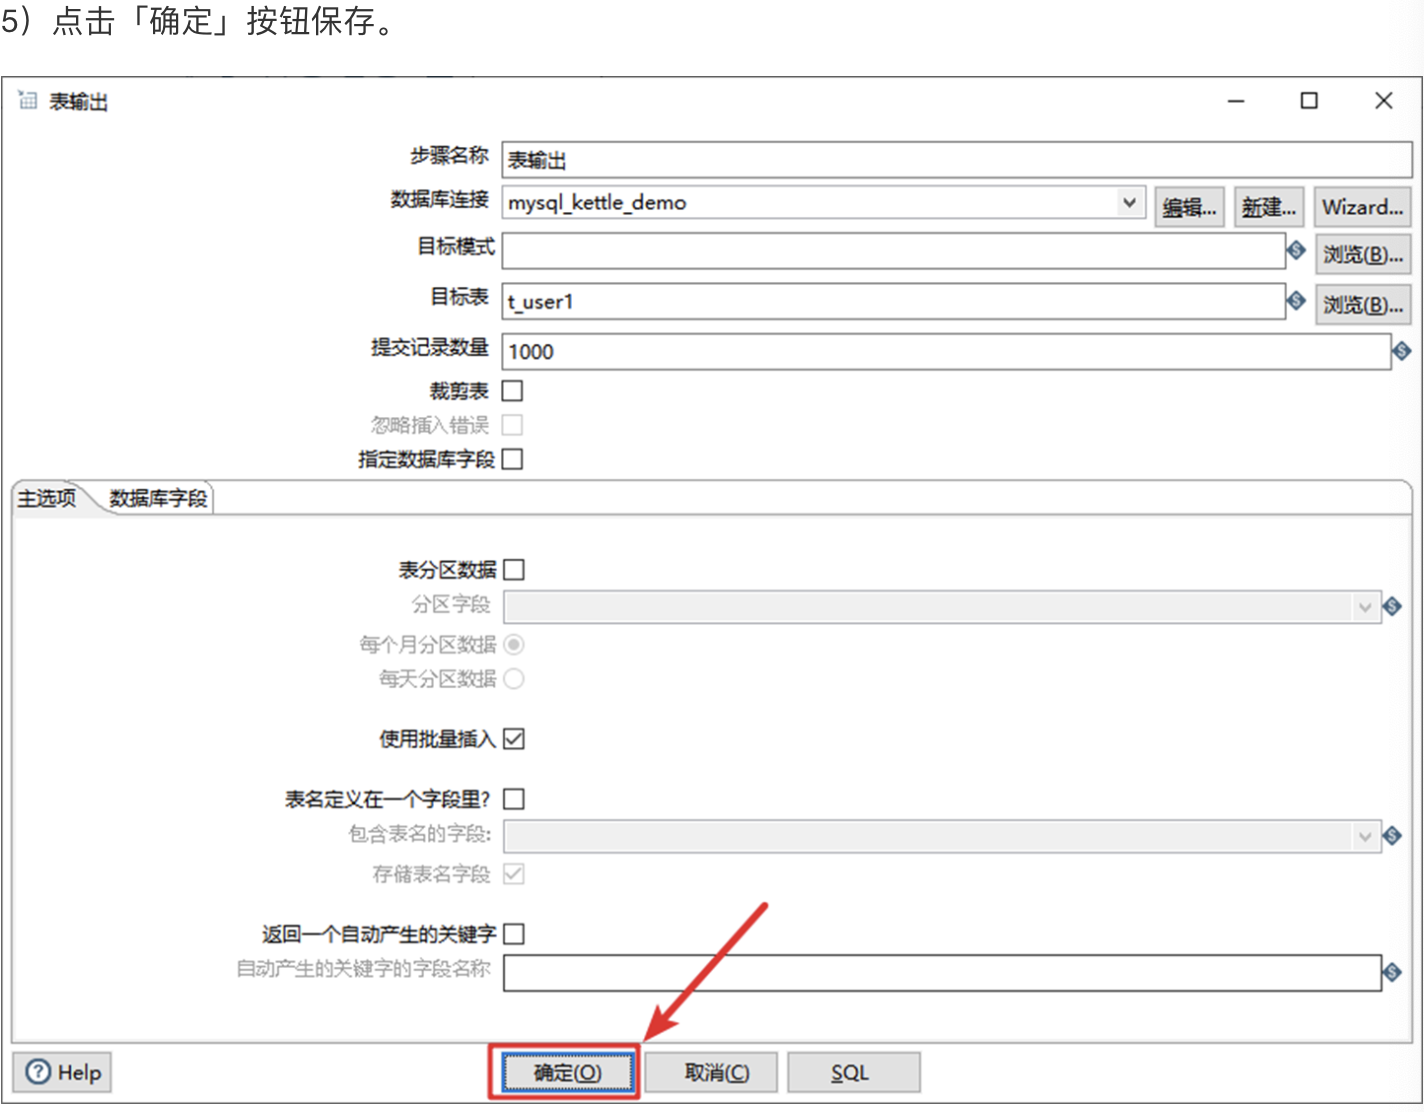 5）点击「确定」按钮保存。
表输出
步骤名称 表输出
数据库连接 mysql_kettle_demo 编辑... 新建... Wizard...
目标模式 浏览(B)...
目标表 t_user1 浏览(B)...
提交记录数量 1000
裁剪表
忽略插入错误
指定数据库字段
主选项 数据库字段
表分区数据
分区字段
每个月分区数据
每天分区数据
使用批量插入
表名定义在一个字段里?
包含表名的字段:
存储表名字段
返回一个自动产生的关键字
自动产生的关键字的字段名称
Help 确定(O) 取消(C) SQL